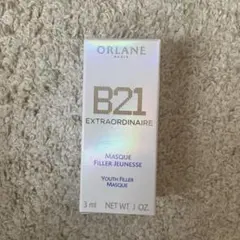 ORLANE
PARIS
B21
EXTRAORDINAIRE
MASQUE
FILLER JEUNESSE
YOUTH FILLER
MASQUE
3 ml NET WT .1 OZ.